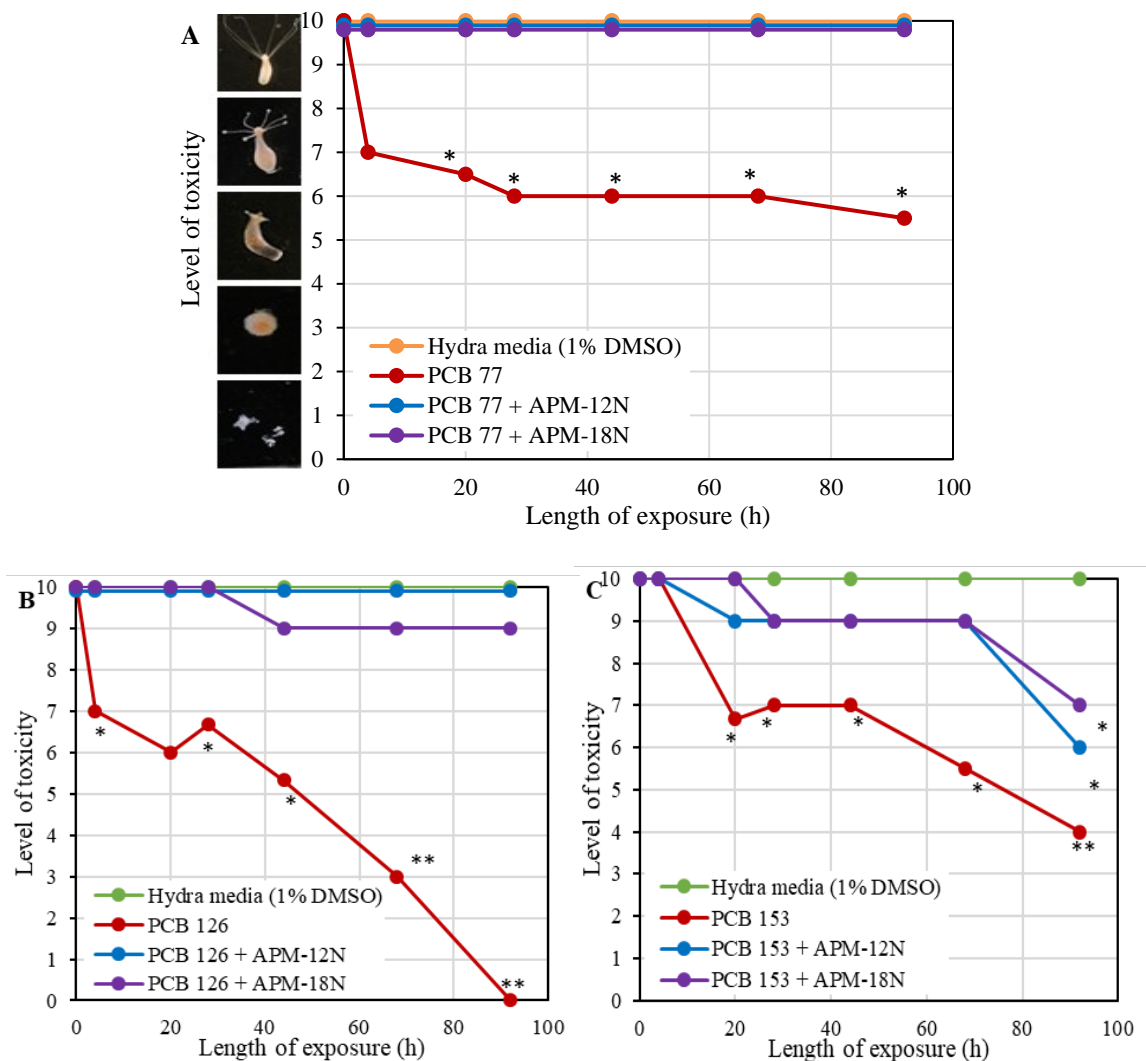 A
Level of toxicity
10
9
8
7
6
5
4
3
2
1
0
*
*
*
*
*
Hydra media (1% DMSO)
PCB 77
PCB 77 + APM-12N
PCB 77 + APM-18N
0 20 40 60 80 100
Length of exposure (h)
B
Level of toxicity
10
9
8
7
6
5
4
3
2
1
0
*
*
*
**
**
Hydra media (1% DMSO)
PCB 126
PCB 126 + APM-12N
PCB 126 + APM-18N
0 20 40 60 80 100
Length of exposure (h)
C
Level of toxicity
10
9
8
7
6
5
4
3
2
1
0
*
*
*
*
*
*
**
Hydra media (1% DMSO)
PCB 153
PCB 153 + APM-12N
PCB 153 + APM-18N
0 20 40 60 80 100
Length of exposure (h)